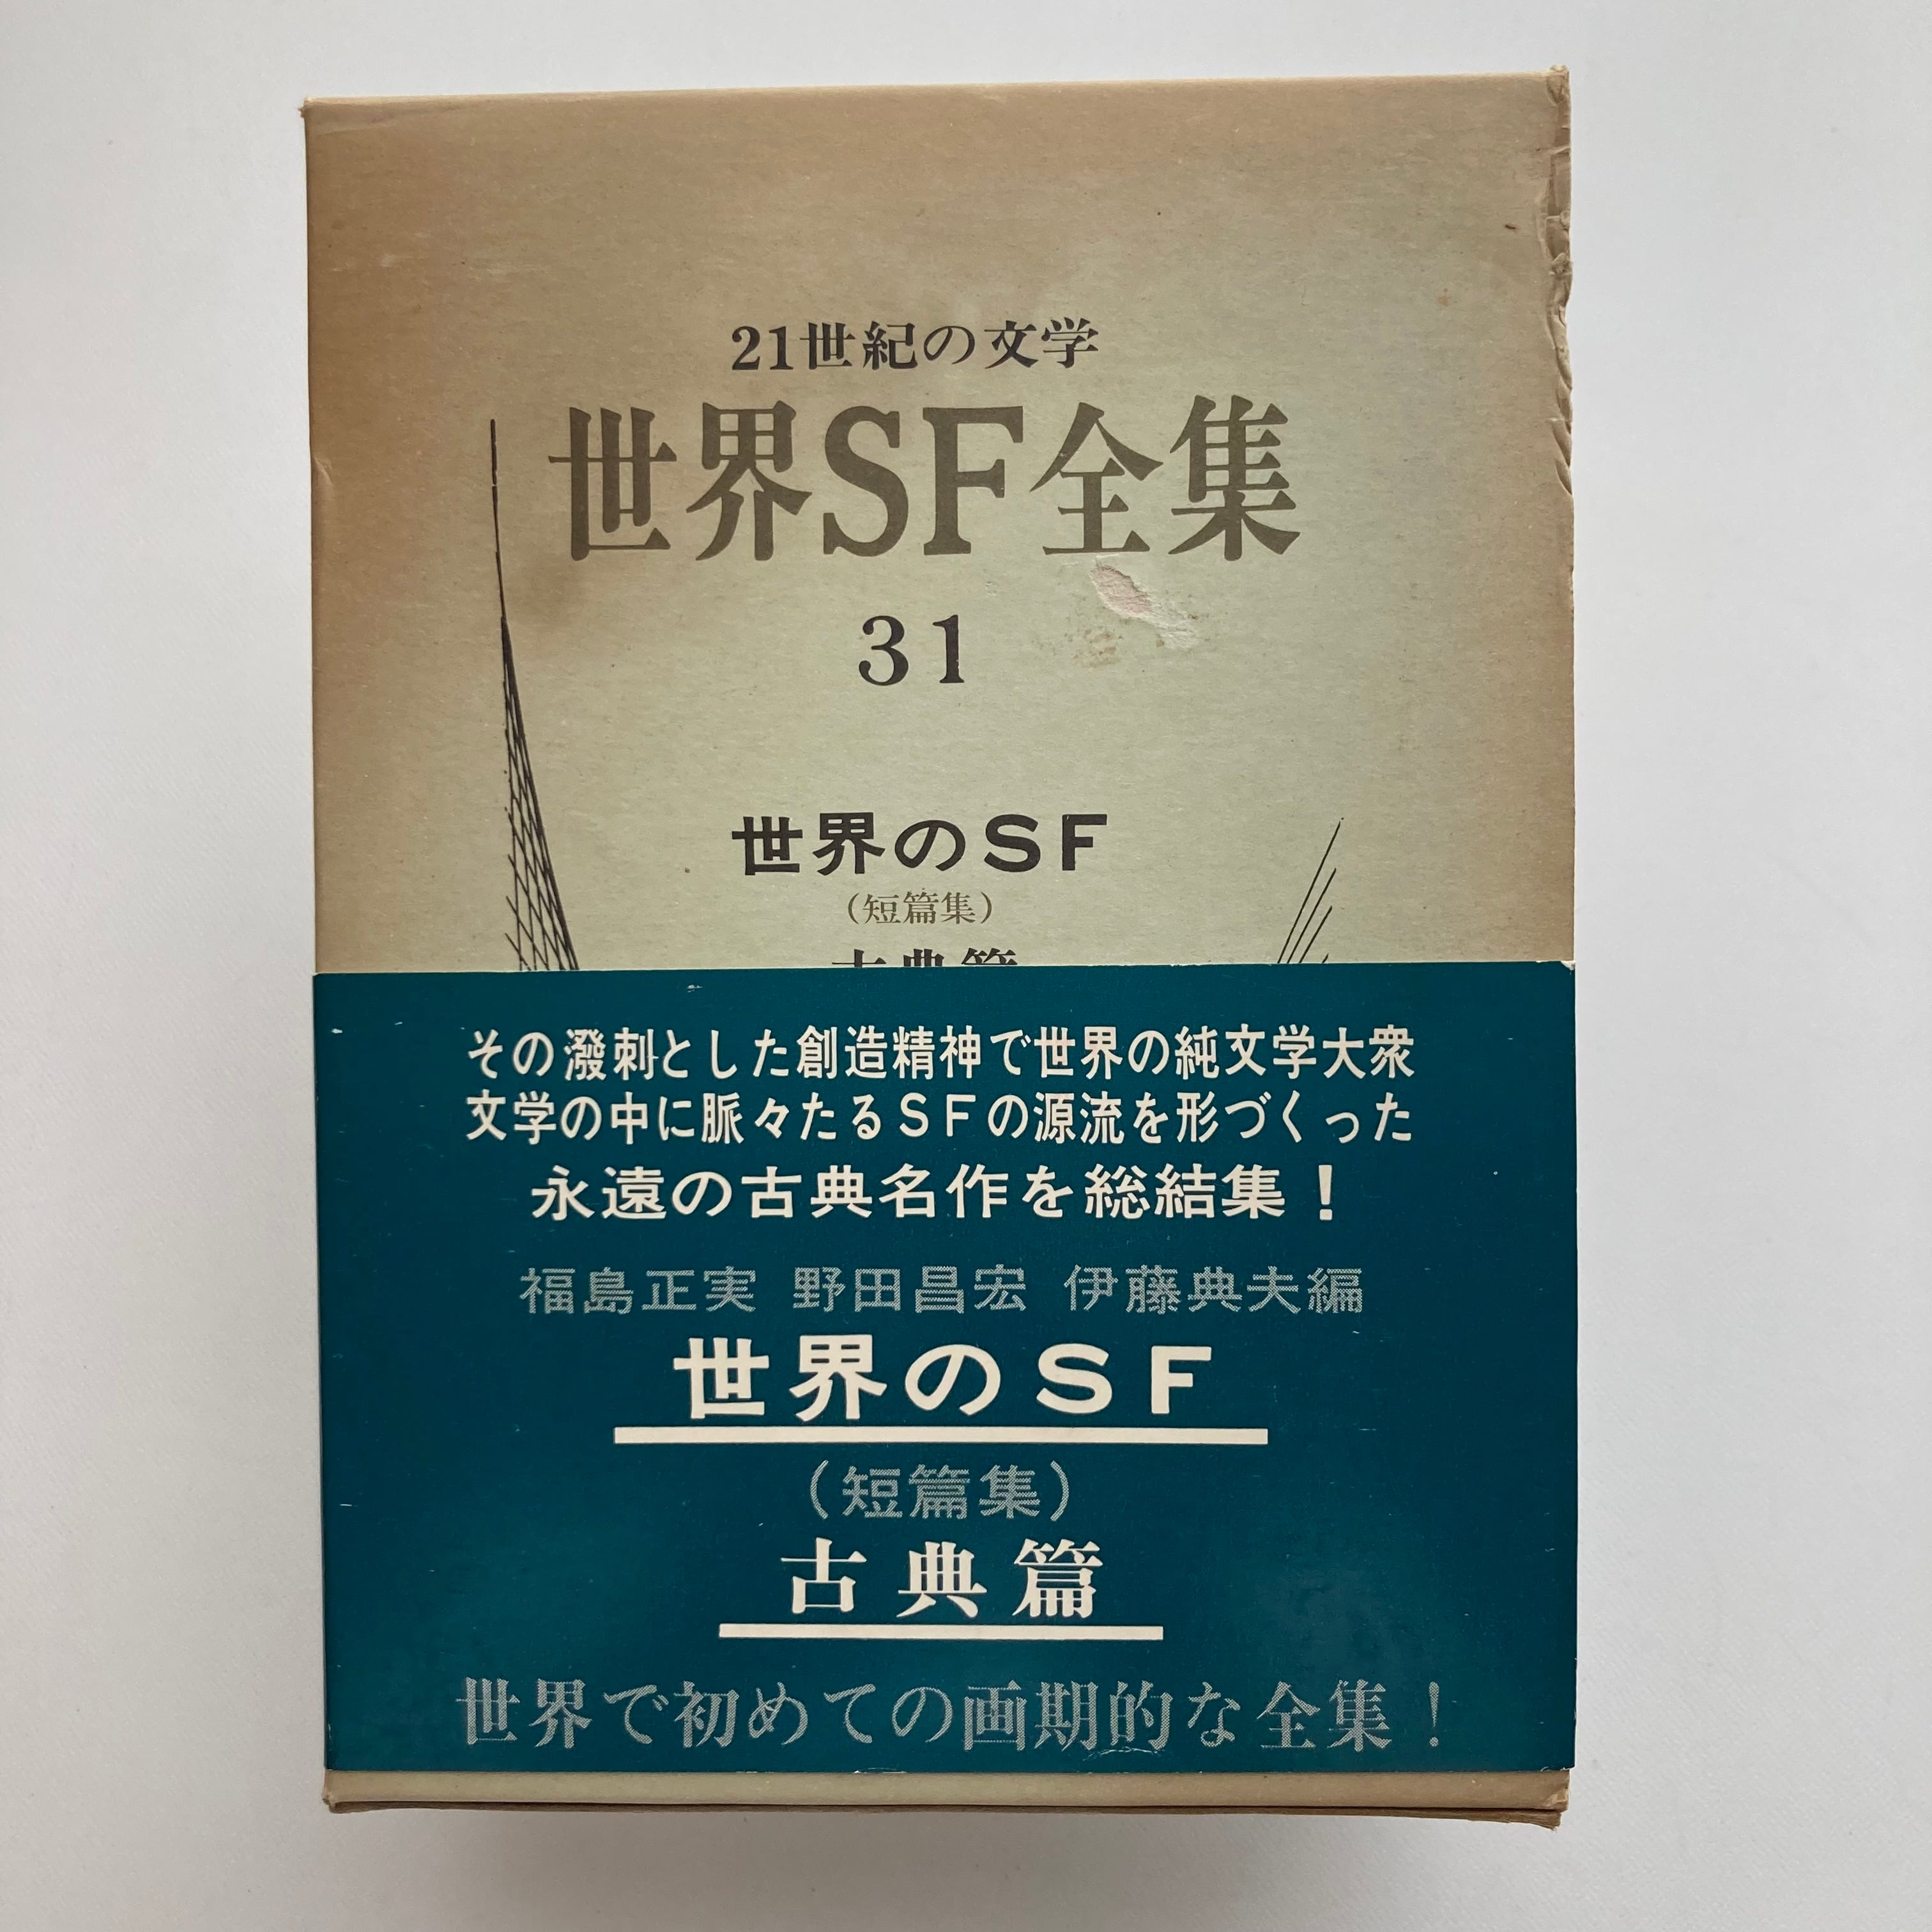 21世紀の文学
世界SF全集
31
世界のSF
（短篇集）
古典篇
その潑刺とした創造精神で世界の純文学大衆
文学の中に脈々たるSFの源流を形づくった
永遠の古典名作を総結集！
福島正実 野田昌宏 伊藤典夫編
世界のSF
（短篇集）
古典篇
世界で初めての画期的な全集！